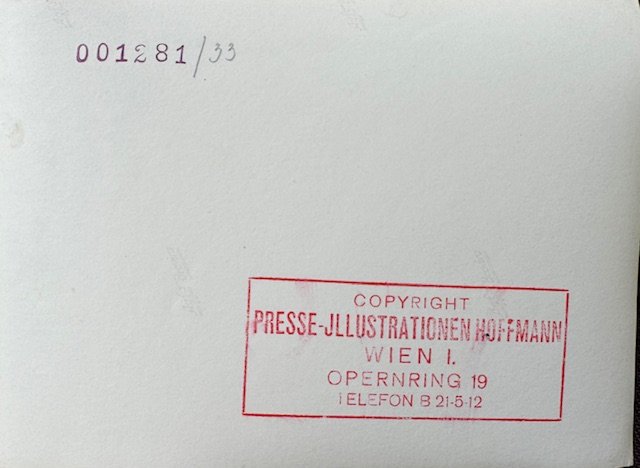 001281/33
COPYRIGHT
PRESSE-JLLUSTRATIONEN HOFFMANN
WIEN I.
OPERNRING 19
TELEFON B 21-5-12